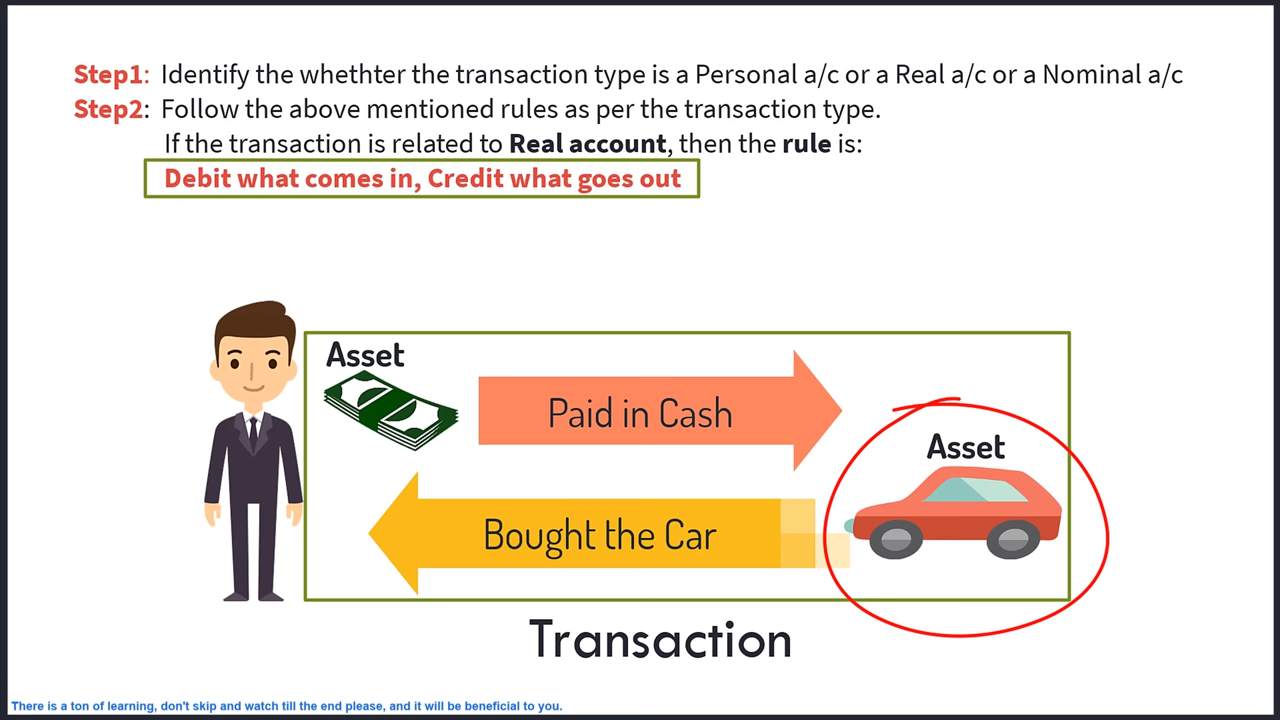 Step1: Identify the whethter the transaction type is a Personal a/c or a Real a/c or a Nominal a/c
Step2: Follow the above mentioned rules as per the transaction type.
If the transaction is related to Real account, then the rule is:
Debit what comes in, Credit what goes out
Asset
Paid in Cash
Asset
Bought the Car
Transaction
There is a ton of learning, don't skip and watch till the end please, and it will be beneficial to you.